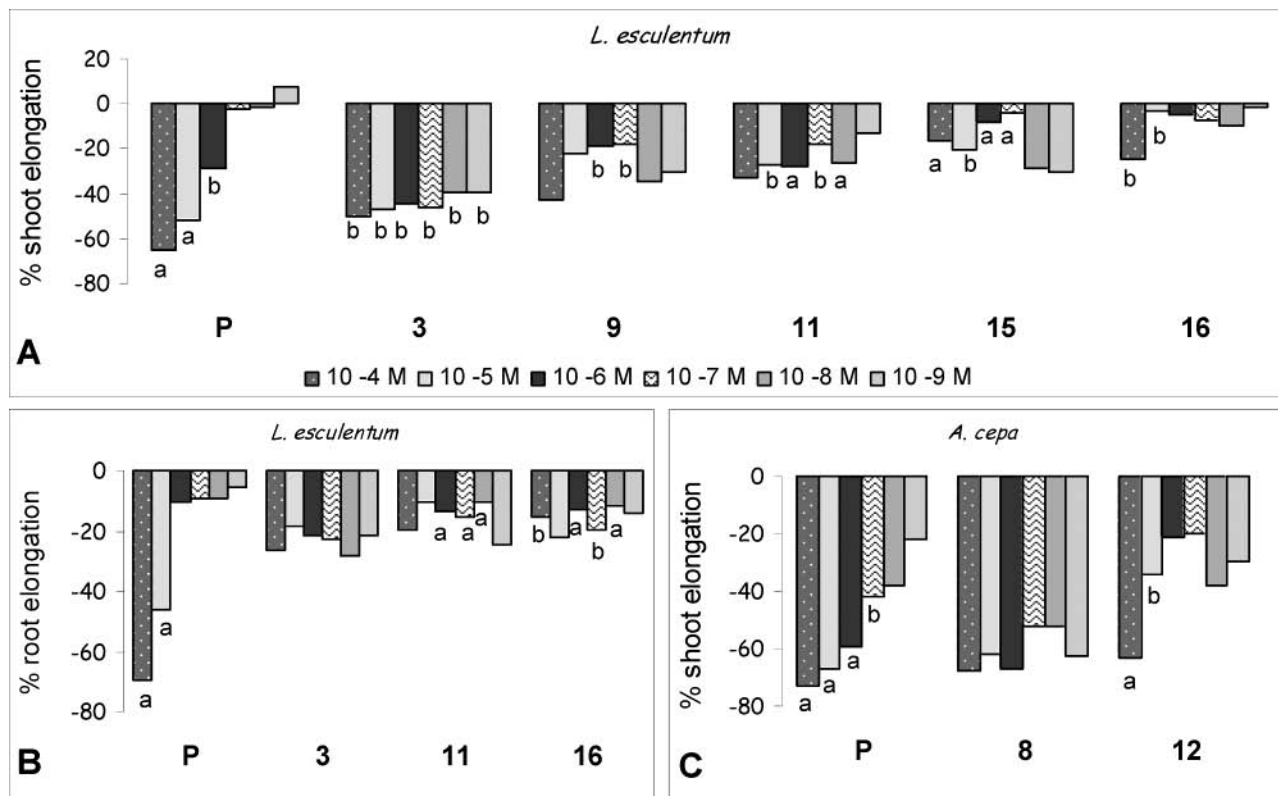 L. esculentum
% shoot elongation
20
0
-20
-40
-60
-80
a
a
b
b
b
b
b
b
b
b
b
b
a
b
a
a
b
a
a
b
b
P
3
9
11
15
16
A
10 -4 M
10 -5 M
10 -6 M
10 -7 M
10 -8 M
10 -9 M
L. esculentum
% root elongation
0
-20
-40
-60
-80
a
a
a
a
a
b
a
b
a
P
3
11
16
B
A. cepa
% shoot elongation
0
-20
-40
-60
-80
a
a
a
b
a
b
P
8
12
C